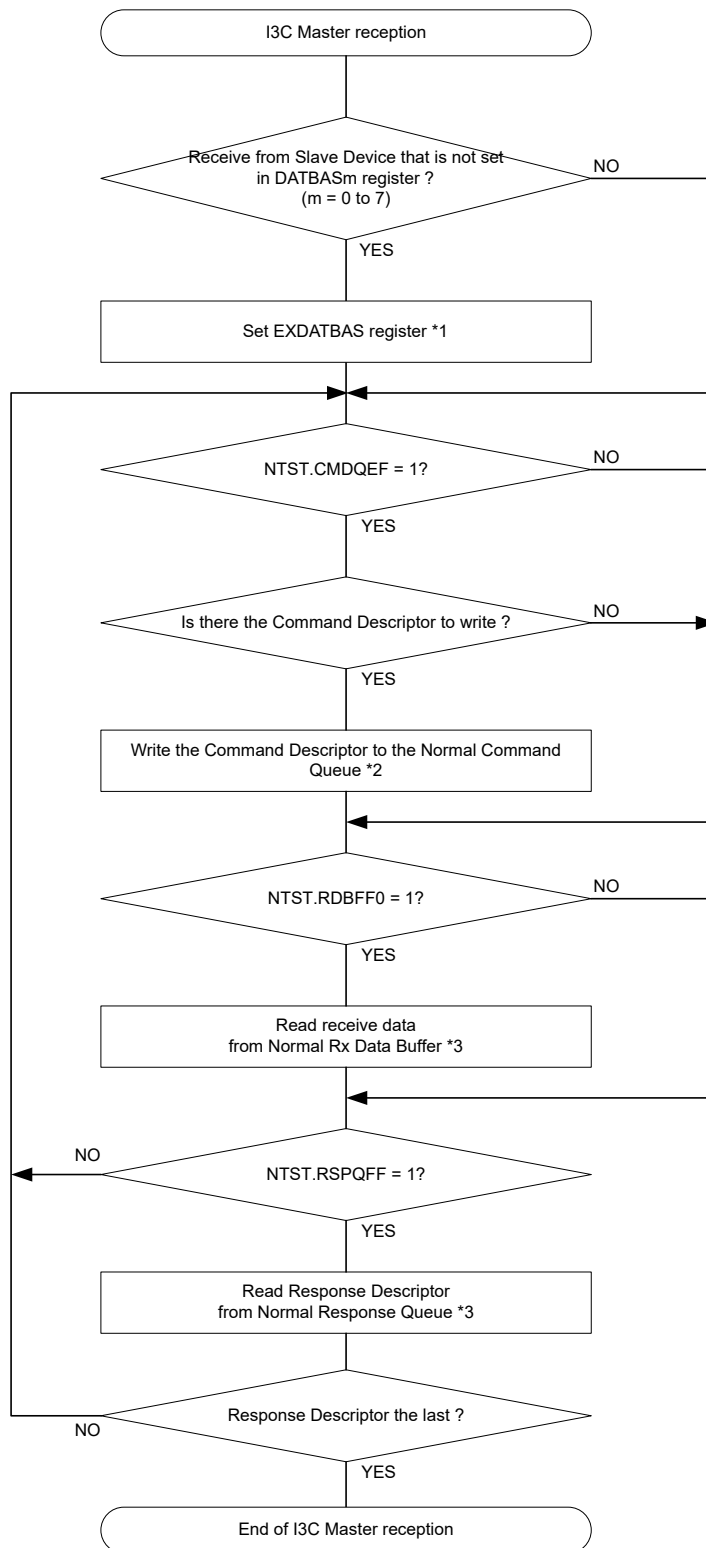 I3C Master reception
Receive from Slave Device that is not set
in DATBASm register ?
(m = 0 to 7)
NO
YES
Set EXDATBAS register *1
NTST.CMDQEF = 1?
NO
YES
Is there the Command Descriptor to write ?
NO
YES
Write the Command Descriptor to the Normal Command
Queue *2
NTST.RDBFF0 = 1?
NO
YES
Read receive data
from Normal Rx Data Buffer *3
NO
NTST.RSPQFF = 1?
YES
Read Response Descriptor
from Normal Response Queue *3
Response Descriptor the last ?
NO
YES
End of I3C Master reception